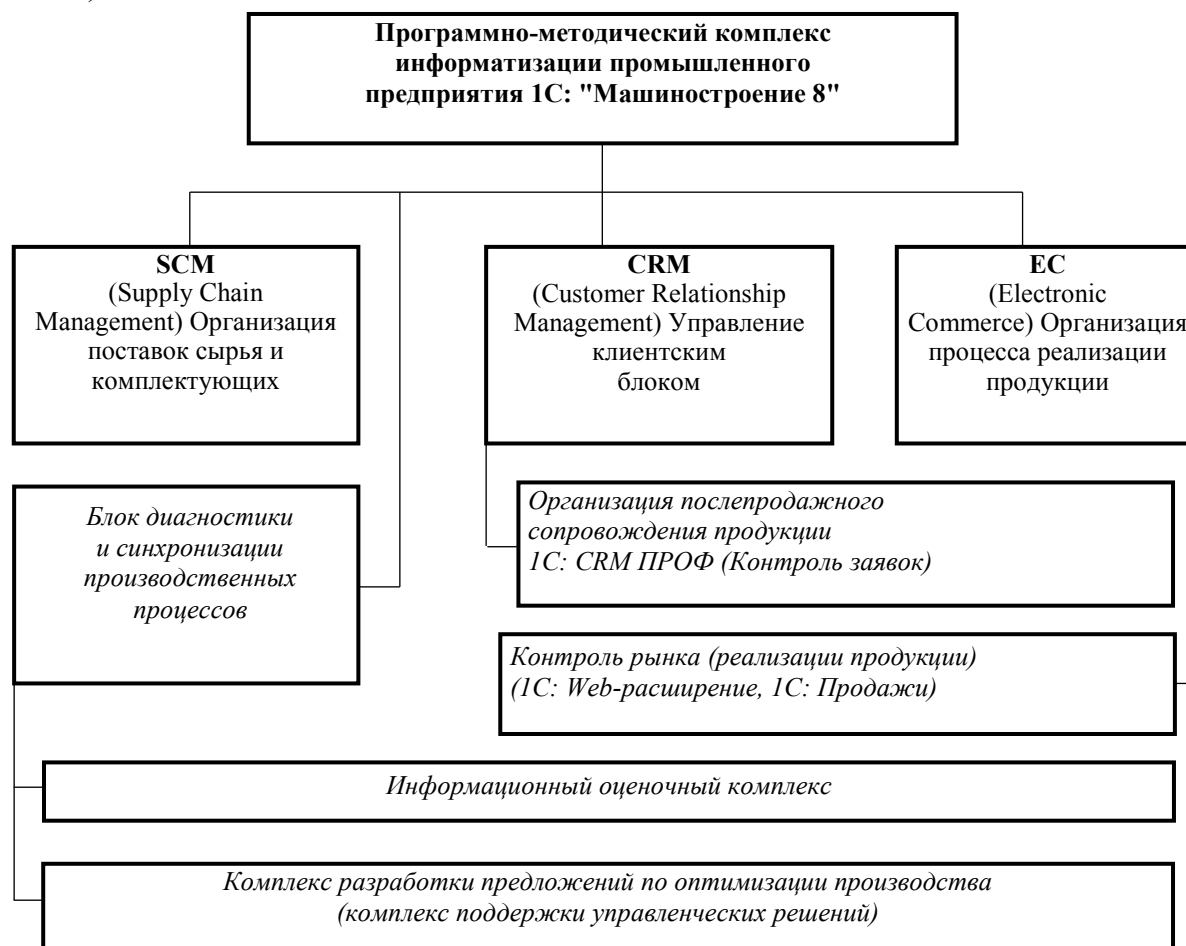 Программно-методический комплекс
информатизации промышленного
предприятия 1С: "Машиностроение 8"
SCM
(Supply Chain
Management) Организация
поставок сырья и
комплектующих
CRM
(Customer Relationship
Management) Управление
клиентским
блоком
EC
(Electronic
Commerce) Организация
процесса реализации
продукции
Блок диагностики
и синхронизации
производственных
процессов
Организация послепродажного
сопровождения продукции
1С: CRM ПРОФ (Контроль заявок)
Контроль рынка (реализации продукции)
(1С: Web-расширение, 1С: Продажи)
Информационный оценочный комплекс
Комплекс разработки предложений по оптимизации производства
(комплекс поддержки управленческих решений)